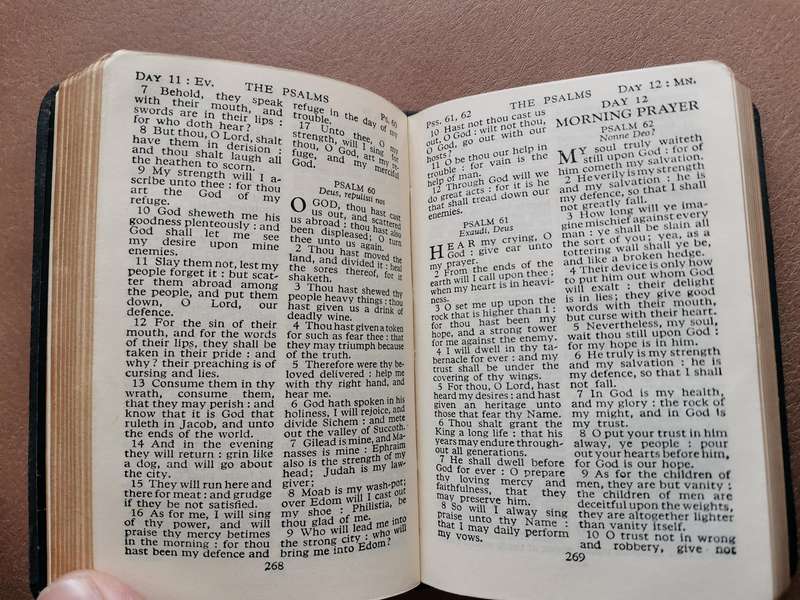 DAY 11 : EV.
THE PSALMS
Ps. 60
7 Behold, they speak
with their mouth, and
swords are in their lips :
for who doth hear?
8 But thou, O Lord, shalt
have them in derision :
and thou shalt laugh all
the heathen to scorn.
9 My strength will I a-
scribe unto thee : for thou
art the God of my
refuge.
10 God sheweth me his
goodness plenteously : and
God shall let me see
my desire upon mine
enemies.
11 Slay them not, lest my
people forget it : but scat-
ter them abroad among
the people, and put them
down, O Lord, our
defence.
12 For the sin of their
mouth, and for the words
of their lips, they shall be
taken in their pride : and
why? their preaching is of
cursing and lies.
13 Consume them in thy
wrath, consume them,
that they may perish : and
know that it is God that
ruleth in Jacob, and unto
the ends of the world.
14 And in the evening
they will return : grin like
a dog, and will go about
the city.
15 They will run here and
there for meat : and grudge
if they be not satisfied.
16 As for me, I will sing
of thy power, and will
praise thy mercy betimes
in the morning : for thou
hast been my defence and
refuge in the day of my
trouble.
17 Unto thee, O my
strength, will I sing : for
thou, O God, art my re-
fuge, and my merciful
God.
PSALM 60
Deus, repulisti nos
O GOD, thou hast cast
us out, and scattered
us abroad : thou hast also
been displeased; O turn
thee unto us again.
2 Thou hast moved the
land, and divided it : heal
the sores thereof, for it
shaketh.
3 Thou hast shewed thy
people heavy things : thou
hast given us a drink of
deadly wine.
4 Thou hast given a token
for such as fear thee : that
they may triumph because
of the truth.
5 Therefore were thy be-
loved delivered : help me
with thy right hand, and
hear me.
6 God hath spoken in his
holiness, I will rejoice, and
divide Sichem : and mete
out the valley of Succoth.
7 Gilead is mine, and Ma-
nasses is mine : Ephraim
also is the strength of my
head; Judah is my law-
giver;
8 Moab is my wash-pot;
over Edom will I cast out
my shoe : Philistia, be
thou glad of me.
9 Who will lead me into
the strong city : who will
bring me into Edom?
268
Pss. 61, 62
THE PSALMS
DAY 12 : MN.
10 Hast not thou cast us
out, O God : wilt not thou,
O God, go out with our
hosts?
11 O be thou our help in
trouble : for vain is the
help of man.
12 Through God will we
do great acts : for it is he
that shall tread down our
enemies.
PSALM 61
Exaudi, Deus
HEAR my crying, O
God : give ear unto
my prayer.
2 From the ends of the
earth will I call upon thee :
when my heart is in heavi-
ness.
3 O set me up upon the
rock that is higher than I :
for thou hast been my
hope, and a strong tower
for me against the enemy.
4 I will dwell in thy ta-
bernacle for ever : and my
trust shall be under the
covering of thy wings.
5 For thou, O Lord, hast
heard my desires : and hast
given an heritage unto
those that fear thy Name.
6 Thou shalt grant the
King a long life : that his
years may endure through-
out all generations.
7 He shall dwell before
God for ever : O prepare
thy loving mercy and
faithfulness, that they
may preserve him.
8 So will I alway sing
praise unto thy Name :
that I may daily perform
my vows.
DAY 12
MORNING PRAYER
PSALM 62
Nonne Deo?
MY soul truly waiteth
still upon God : for of
him cometh my salvation.
2 He verily is my strength
and my salvation : he is
my defence, so that I shall
not greatly fall.
3 How long will ye ima-
gine mischief against every
man : ye shall be slain all
the sort of you; yea, as a
tottering wall shall ye be,
and like a broken hedge.
4 Their device is only how
to put him out whom God
will exalt : their delight
is in lies; they give good
words with their mouth,
but curse with their heart.
5 Nevertheless, my soul,
wait thou still upon God :
for my hope is in him.
6 He truly is my strength
and my salvation : he is
my defence, so that I shall
not fall.
7 In God is my health,
and my glory : the rock of
my might, and in God is
my trust.
8 O put your trust in him
alway, ye people : pour
out your hearts before him,
for God is our hope.
9 As for the children of
men, they are but vanity :
the children of men are
deceitful upon the weights,
they are altogether lighter
than vanity itself.
10 O trust not in wrong
and robbery, give not
269